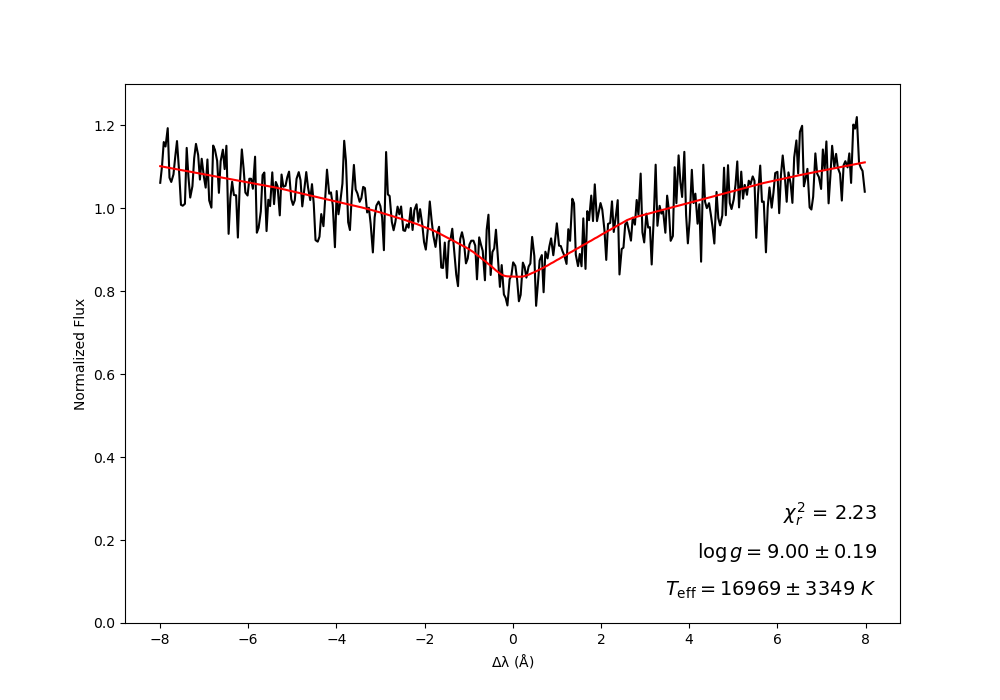 1.2
1.0
0.8
0.6
0.4
0.2
0.0
Normalized Flux
χ²ᵣ = 2.23
log g = 9.00 ± 0.19
T_eff = 16969 ± 3349 K
−8 −6 −4 −2 0 2 4 6 8
Δλ (Å)